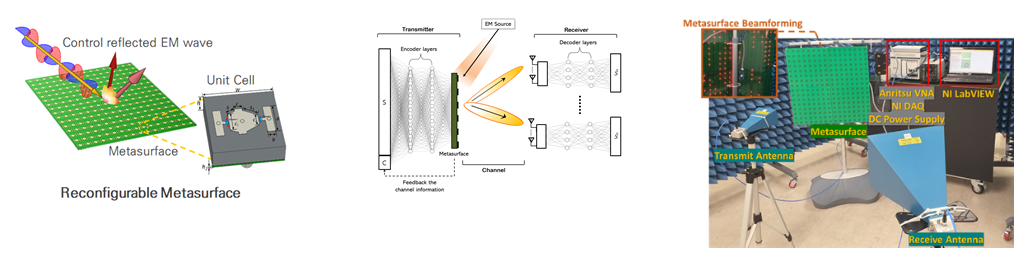 Control reflected EM wave
Unit Cell
W
Metasurface
Reconfigurable Metasurface
Transmitter
EM Source
Receiver
Encoder layers
Decoder layers
S
C
Metasurface
Channel
Feedback the
channel information
Metasurface Beamforming
Anritsu VNA
NI DAQ
DC Power Supply
NI LabVIEW
Metasurface
Transmit Antenna
Receive Antenna